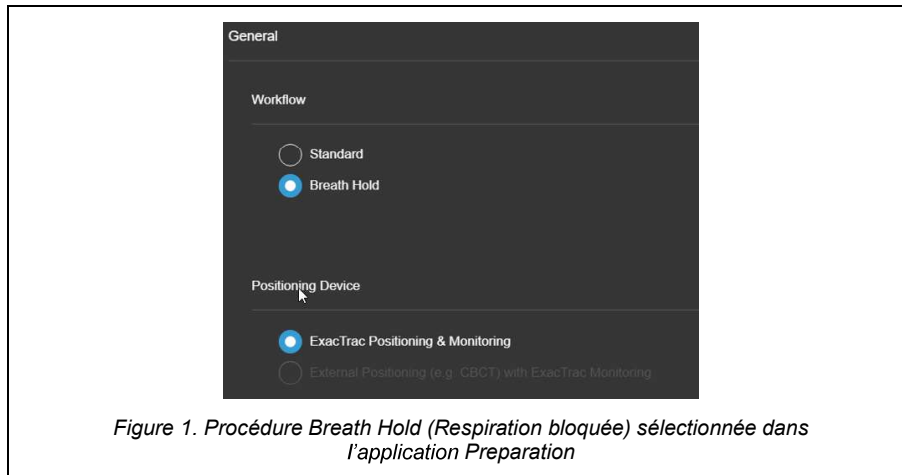 General
Workflow
Standard
Breath Hold
Positioning Device
ExacTrac Positioning & Monitoring
External Positioning (e.g. CBCT) with ExacTrac Monitoring
Figure 1. Procédure Breath Hold (Respiration bloquée) sélectionnée dans
l’application Preparation